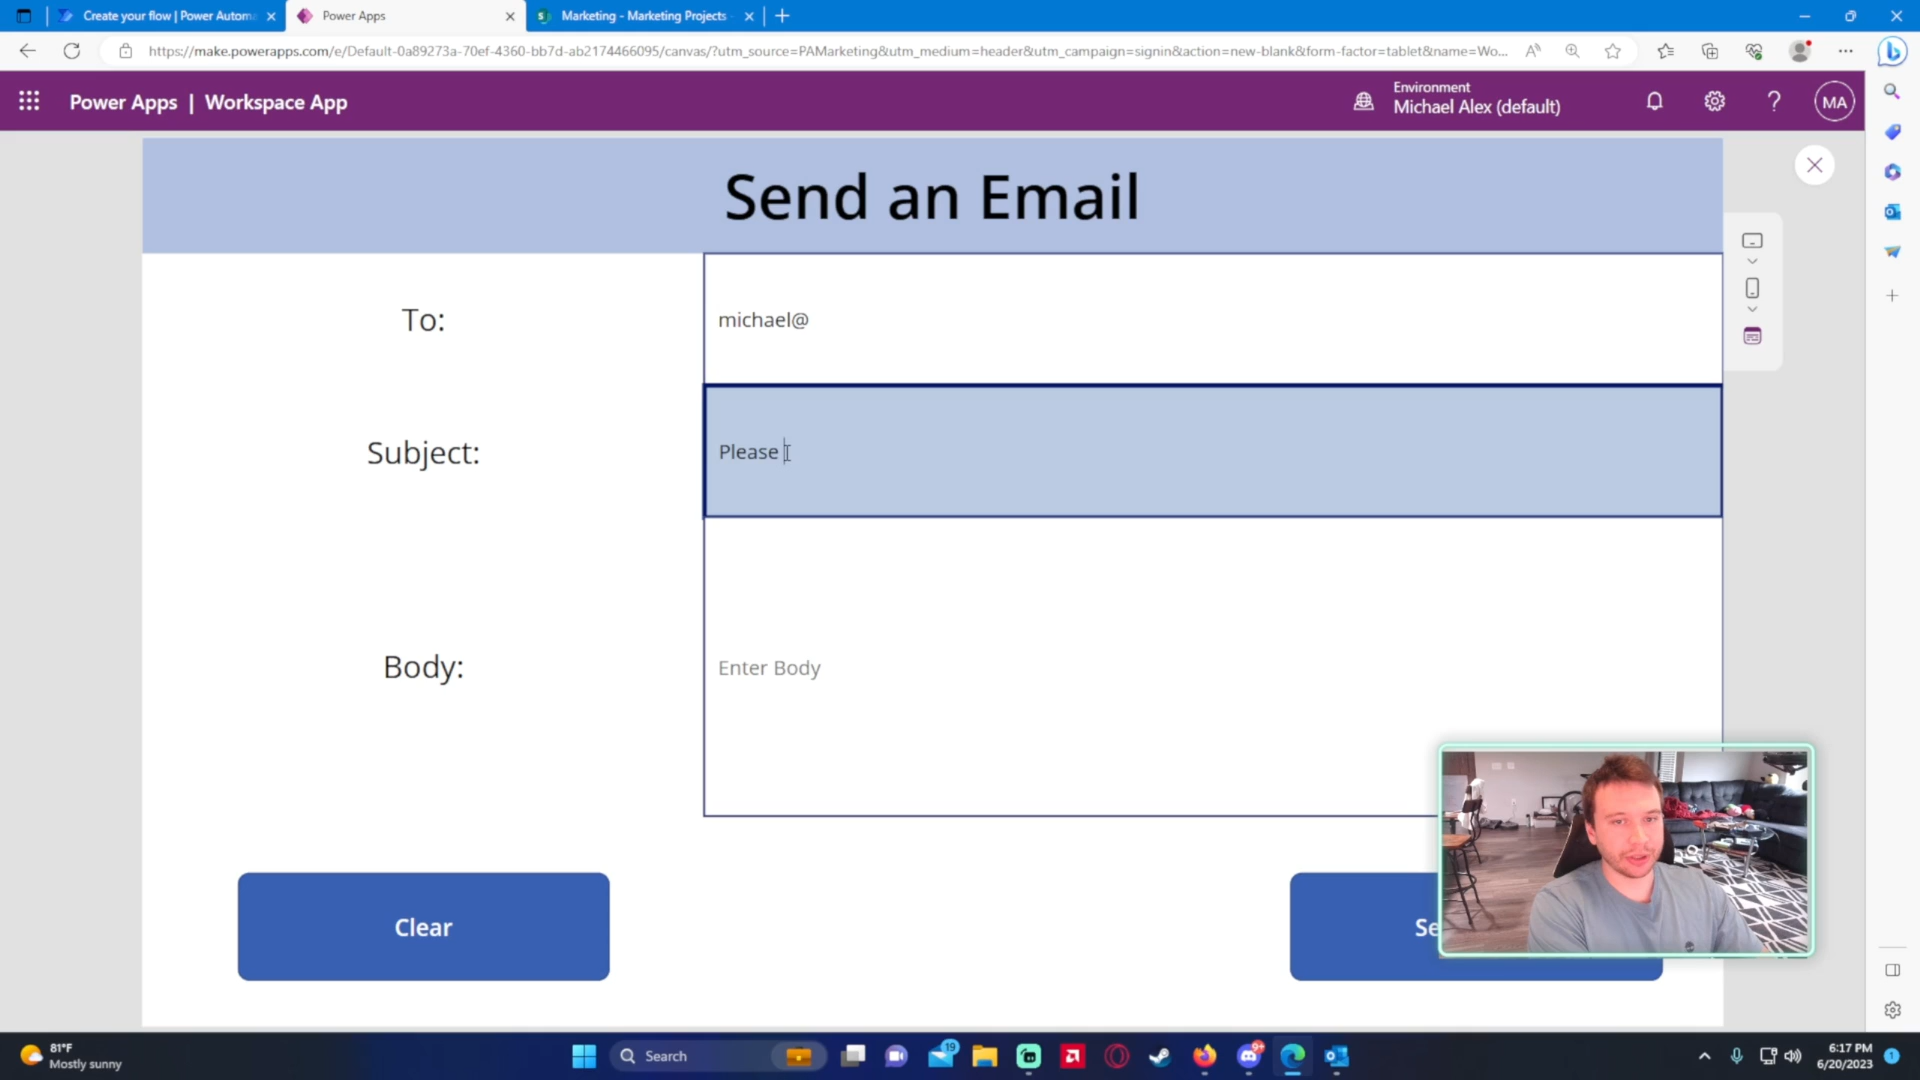 Create your flow | Power Autom
Power Apps
Marketing - Marketing Projects
https://make.powerapps.com/e/Default-0a89273a-70ef-4360-bb7d-ab2174466095/canvas/?utm_source=PAMarketing&utm_medium=header&utm_campaign=signin&action=new-blank&form-factor=tablet&name=Wo...
Power Apps | Workspace App
Environment
Michael Alex (default)
MA
Send an Email
To:
michael@
Subject:
Please
Body:
Enter Body
Clear
Se
81°F
Mostly sunny
Search
19
9+
6:17 PM
6/20/2023
1